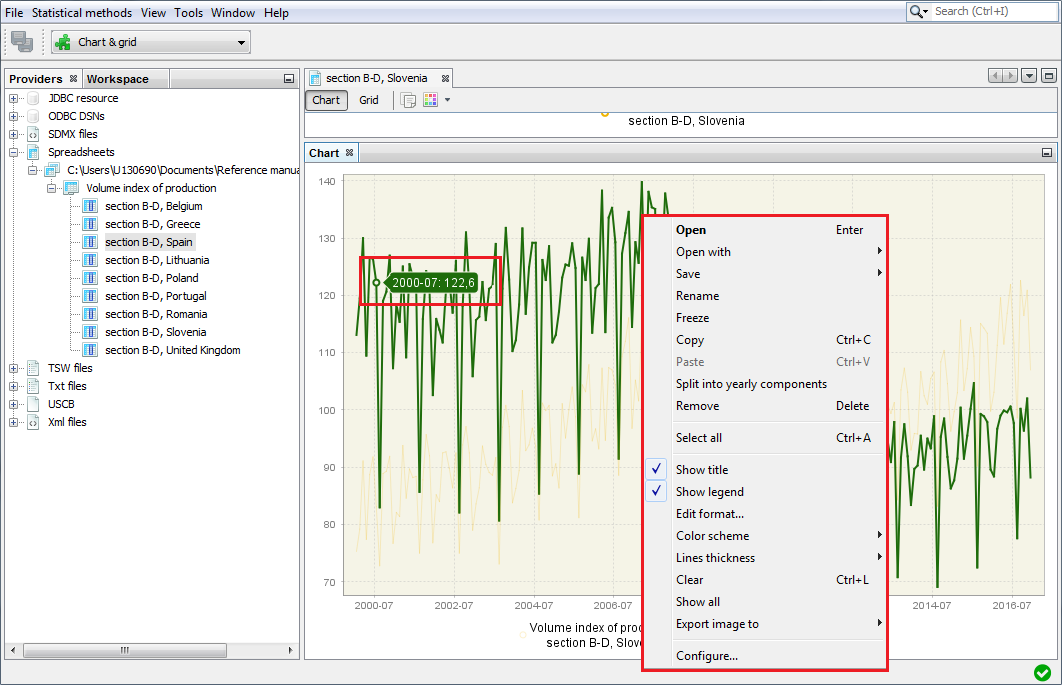 File Statistical methods View Tools Window Help
Search (Ctrl+I)
Chart & grid
Providers Workspace
JDBC resource
ODBC DSNs
SDMX files
Spreadsheets
C:\Users\U130690\Documents\Reference manua
Volume index of production
section B-D, Belgium
section B-D, Greece
section B-D, Spain
section B-D, Lithuania
section B-D, Poland
section B-D, Portugal
section B-D, Romania
section B-D, Slovenia
section B-D, United Kingdom
TSW files
Txt files
USCB
Xml files
section B-D, Slovenia
Chart Grid
section B-D, Slovenia
Chart
140
130
120
110
100
90
80
70
2000-07:122,6
2000-07 2002-07 2004-07 2006-07 2014-07 2016-07
Volume index of proc
section B-D, Slove
Open Enter
Open with
Save
Rename
Freeze
Copy Ctrl+C
Paste Ctrl+V
Split into yearly components
Remove Delete
Select all Ctrl+A
Show title
Show legend
Edit format...
Color scheme
Lines thickness
Clear Ctrl+L
Show all
Export image to
Configure...